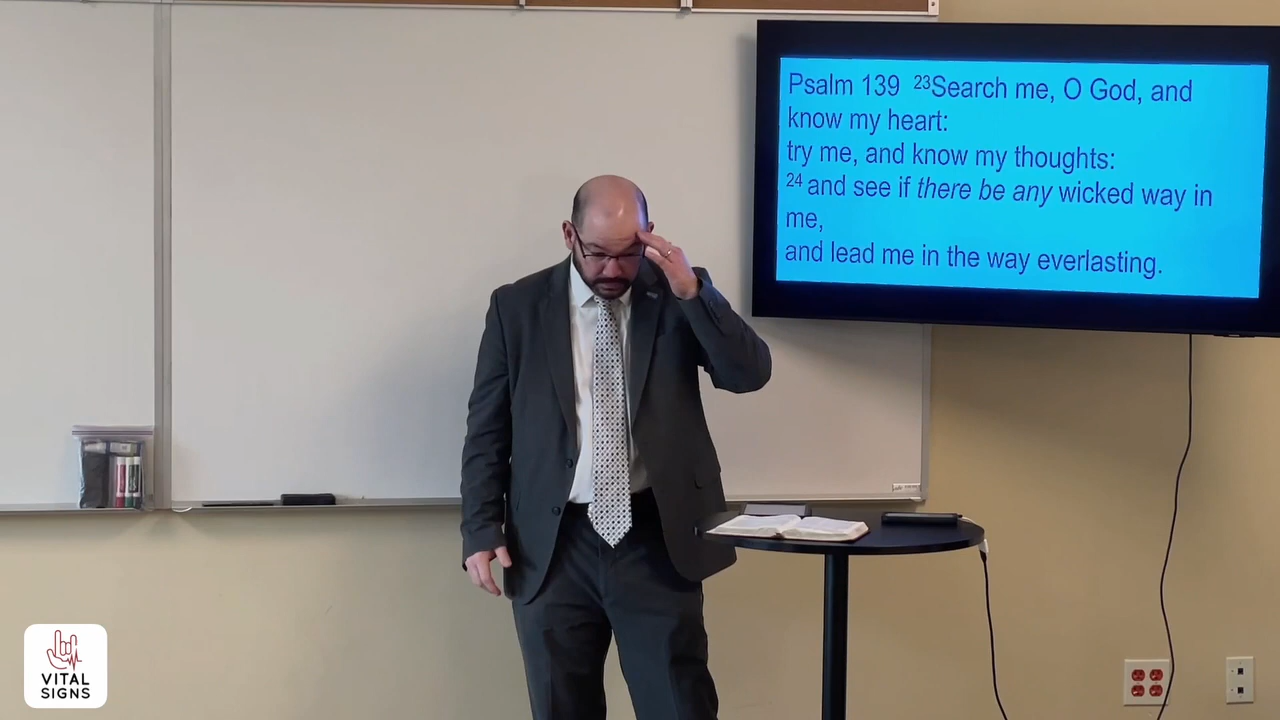 Psalm 139 ²³Search me, O God, and
know my heart:
try me, and know my thoughts:
²⁴ and see if there be any wicked way in
me,
and lead me in the way everlasting.
VITAL
SIGNS